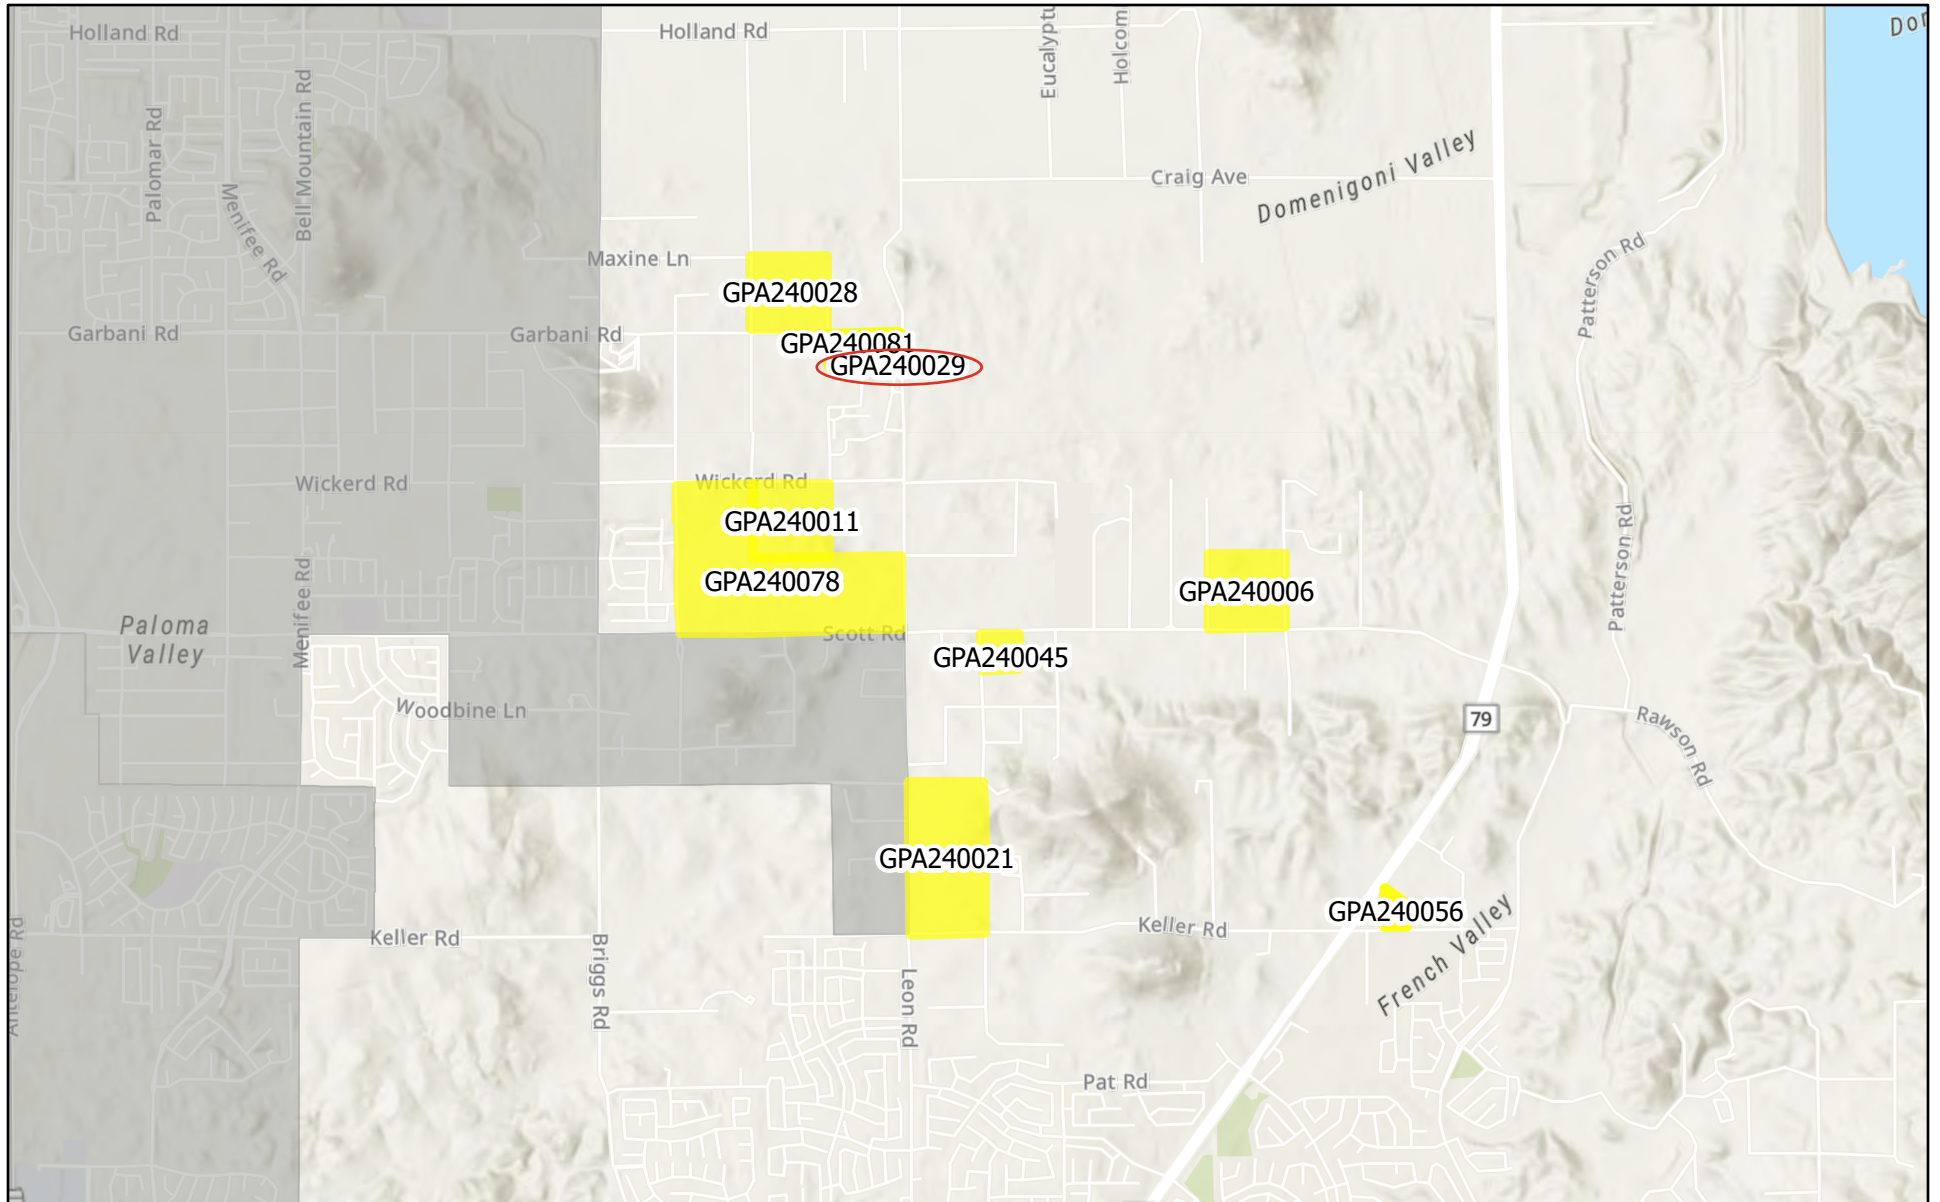 Holland Rd
Holland Rd
Palomar Rd
Bell Mountain Rd
Menifee Rd
Craig Ave
Domenigoni Valley
Maxine Ln
Patterson Rd
GPA240028
Garbani Rd
Garbani Rd
GPA240081
GPA240029
Wickerd Rd
Wickerd Rd
GPA240011
Patterson Rd
GPA240078
GPA240006
Menifee Rd
Paloma
Valley
Scott Rd
GPA240045
Woodbine Ln
79
Rawson Rd
GPA240021
GPA240056
Keller Rd
Keller Rd
French Valley
Antelope Rd
Briggs Rd
Leon Rd
Pat Rd